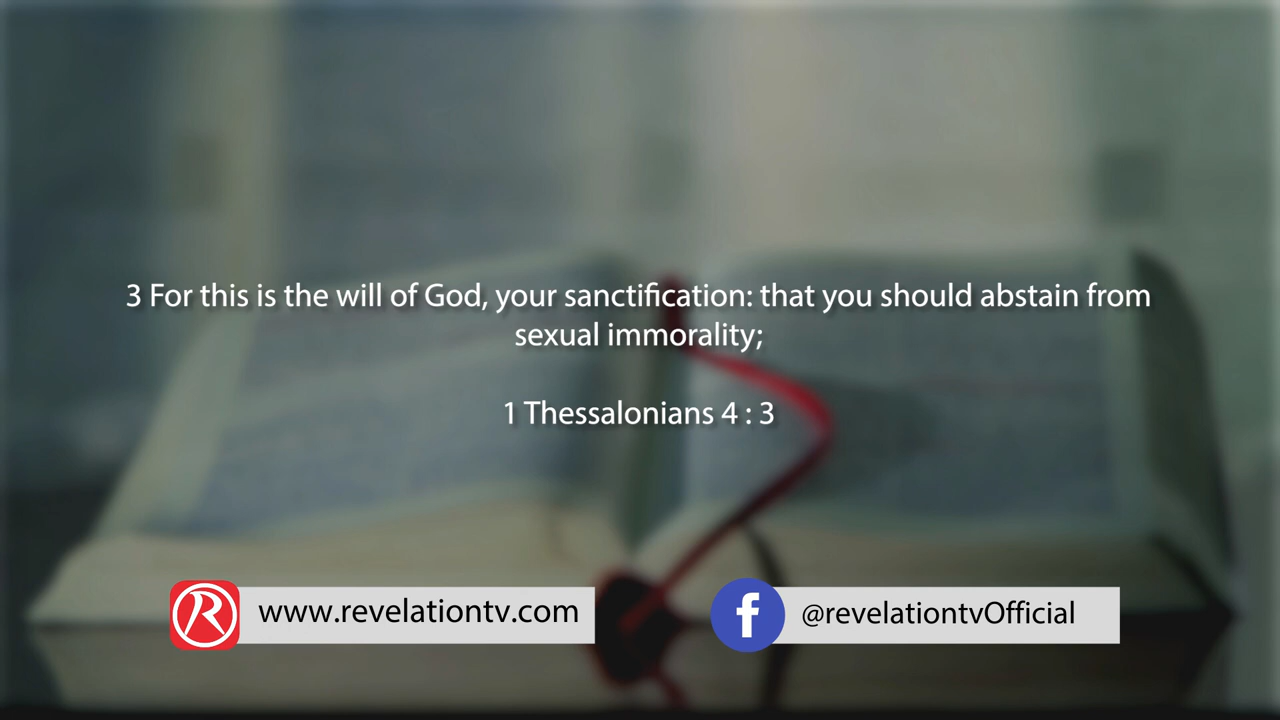 3 For this is the will of God, your sanctification: that you should abstain from
sexual immorality;
1 Thessalonians 4 : 3
R www.revelationtv.com
f @revelationtvOfficial